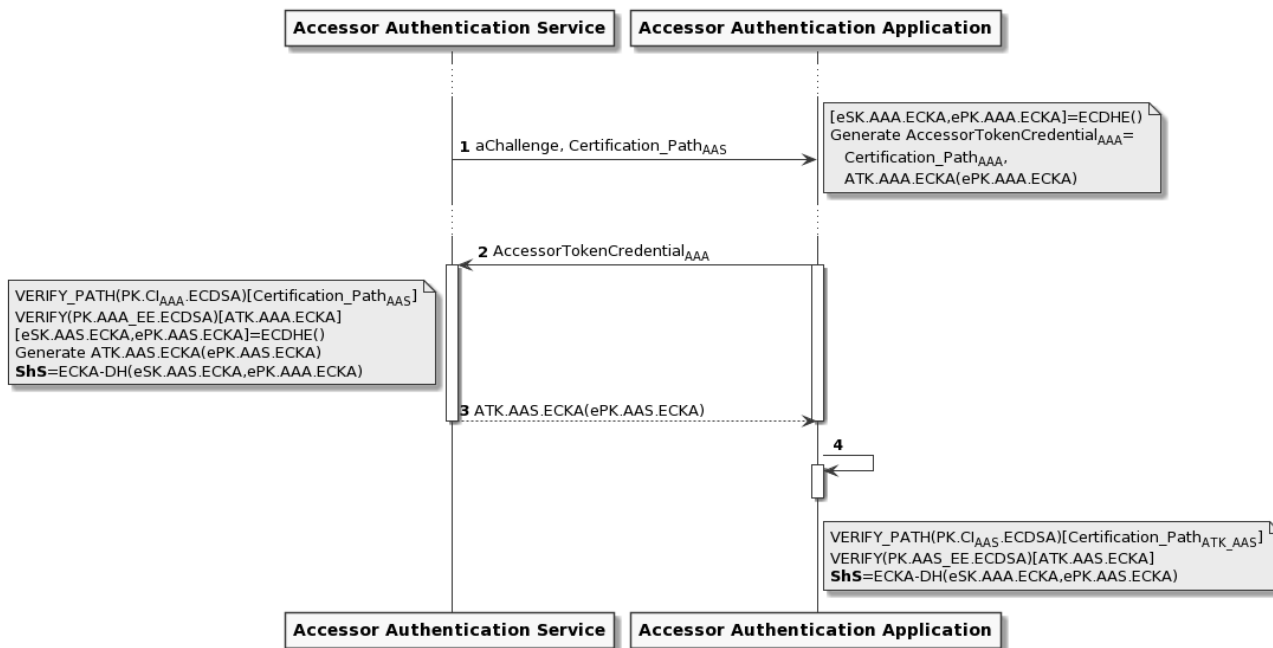 Accessor Authentication Service
Accessor Authentication Application
[eSK.AAA.ECKA,ePK.AAA.ECKA]=ECDHE()
Generate AccessorTokenCredentialAAA=
Certification_PathAAA,
ATK.AAA.ECKA(ePK.AAA.ECKA)
1 aChallenge, Certification_PathAAS
2 AccessorTokenCredentialAAA
VERIFY_PATH(PK.CIAAA.ECDSA)[Certification_PathAAS]
VERIFY(PK.AAA_EE.ECDSA)[ATK.AAA.ECKA]
[eSK.AAS.ECKA,ePK.AAS.ECKA]=ECDHE()
Generate ATK.AAS.ECKA(ePK.AAS.ECKA)
ShS=ECKA-DH(eSK.AAS.ECKA,ePK.AAA.ECKA)
3 ATK.AAS.ECKA(ePK.AAS.ECKA)
4
VERIFY_PATH(PK.CIAAS.ECDSA)[Certification_PathATK_AAS]
VERIFY(PK.AAS_EE.ECDSA)[ATK.AAS.ECKA]
ShS=ECKA-DH(eSK.AAA.ECKA,ePK.AAS.ECKA)
Accessor Authentication Service
Accessor Authentication Application